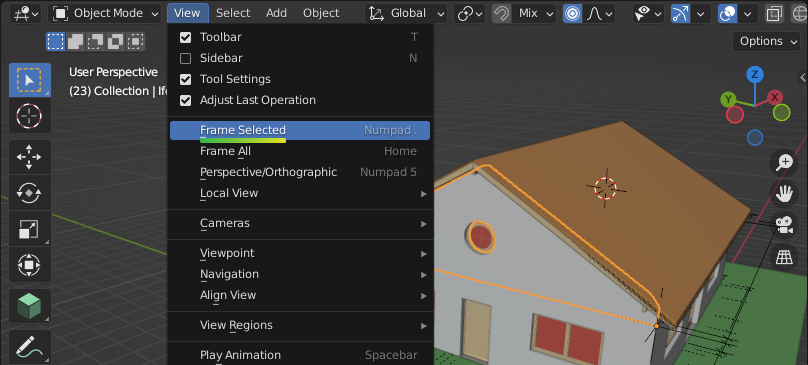 Object Mode View Select Add Object Global Mix
Options
User Perspective
(23) Collection |
Toolbar T
Sidebar N
Tool Settings
Adjust Last Operation
Frame Selected Numpad .
Frame All Home
Perspective/Orthographic Numpad 5
Local View
Cameras
Viewpoint
Navigation
Align View
View Regions
Play Animation Spacebar
Z
Y X